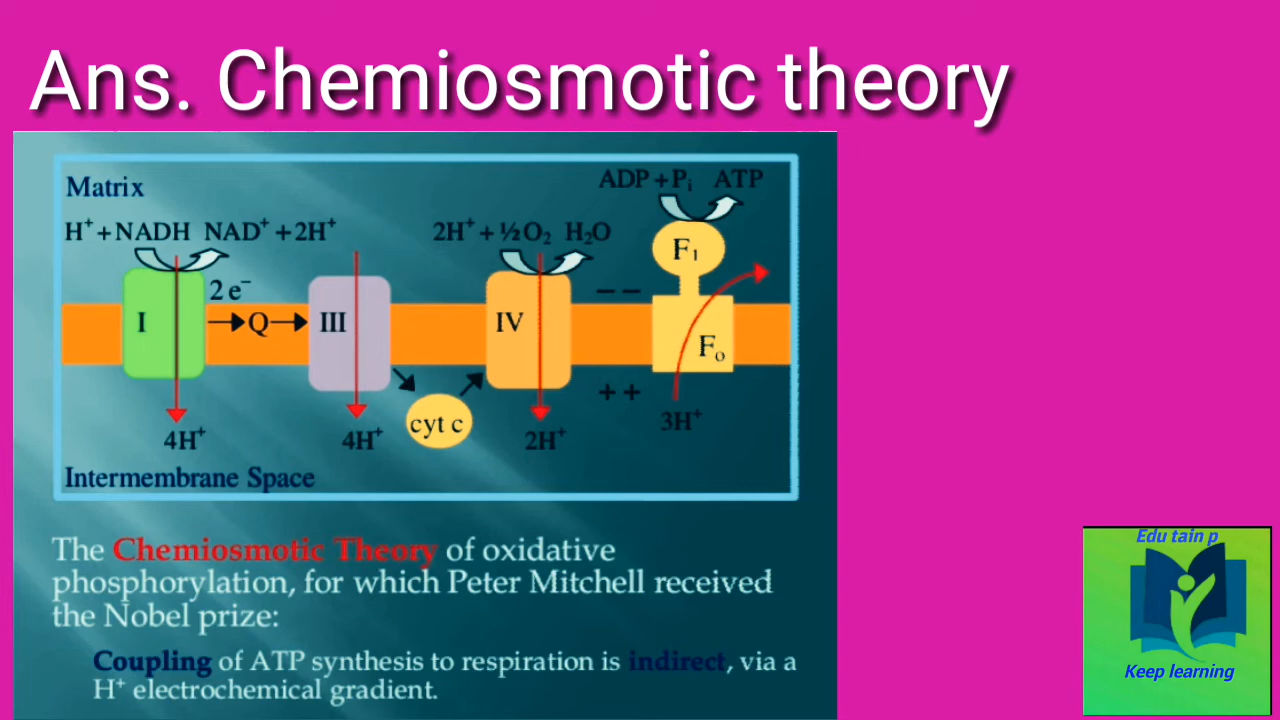 Ans. Chemiosmotic theory
Matrix
ADP + Pi ATP
H⁺ + NADH NAD⁺ + 2H⁺
2H⁺ + ½O₂ H₂O
F₁
2 e⁻
I
Q
III
IV
Fₒ
– –
+ +
cyt c
3H⁺
4H⁺
4H⁺
2H⁺
Intermembrane Space
The Chemiosmotic Theory of oxidative
phosphorylation, for which Peter Mitchell received
the Nobel prize:
Coupling of ATP synthesis to respiration is indirect, via a
H⁺ electrochemical gradient.
Edu tain p
Keep learning